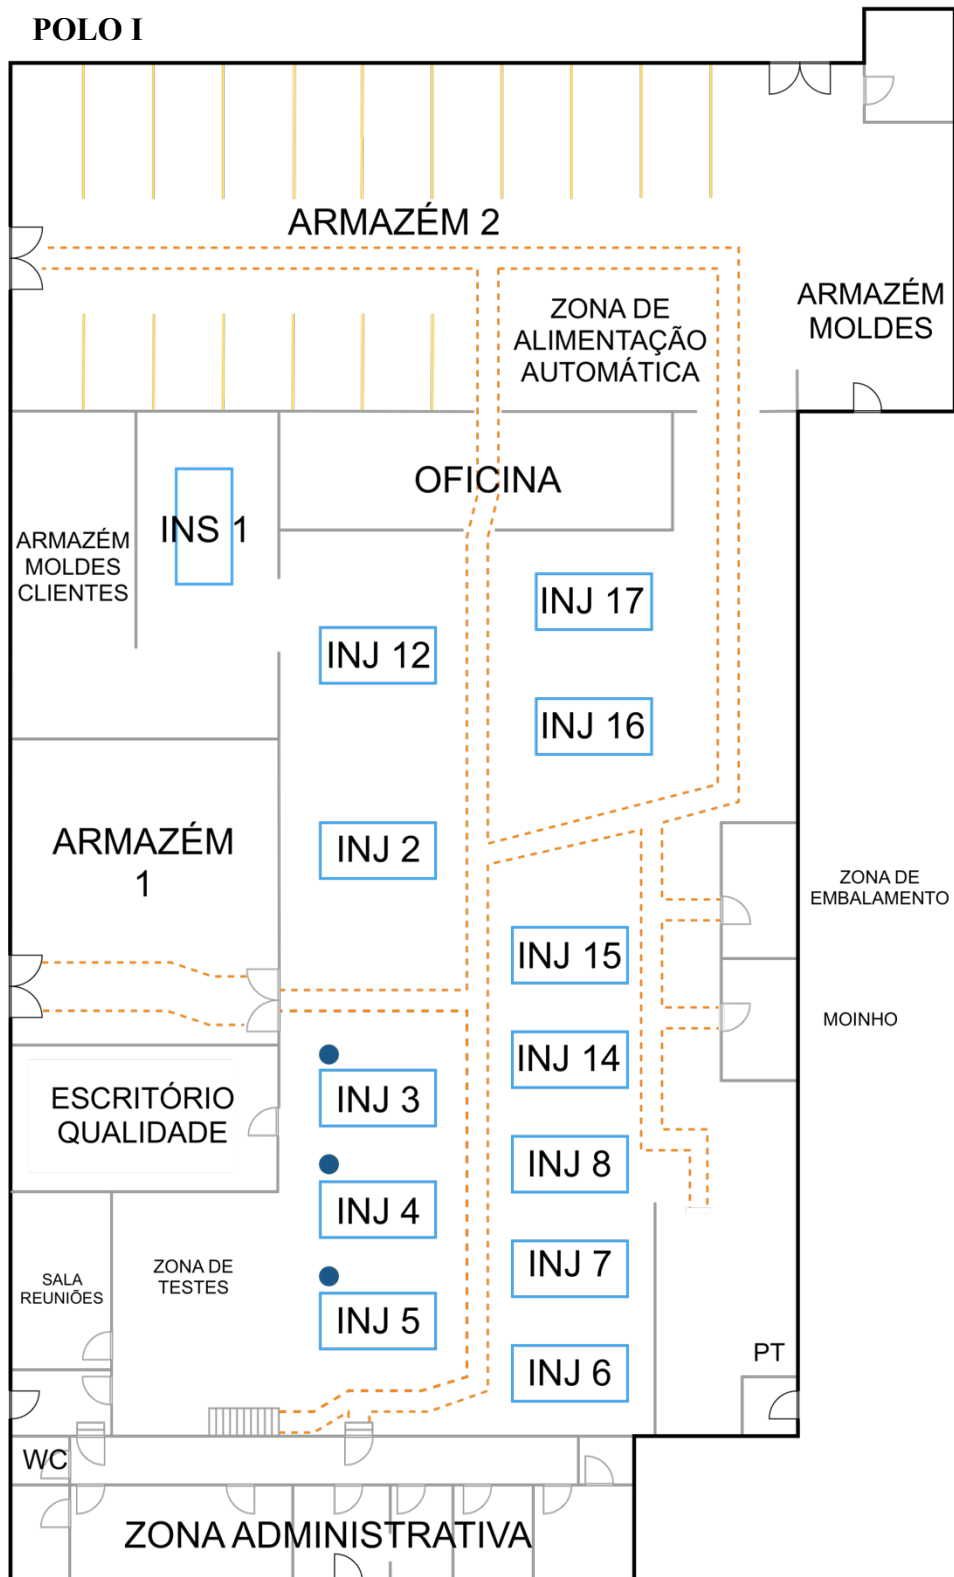 POLO I
ARMAZÉM 2
ARMAZÉM
MOLDES
ZONA DE
ALIMENTAÇÃO
AUTOMÁTICA
OFICINA
INS 1
ARMAZÉM
MOLDES
CLIENTES
INJ 17
INJ 12
INJ 16
ARMAZÉM
1
INJ 2
ZONA DE
EMBALAMENTO
INJ 15
MOINHO
INJ 14
ESCRITÓRIO
QUALIDADE
INJ 3
INJ 8
INJ 4
SALA
REUNIÕES
ZONA DE
TESTES
INJ 7
INJ 5
PT
INJ 6
WC
ZONA ADMINISTRATIVA